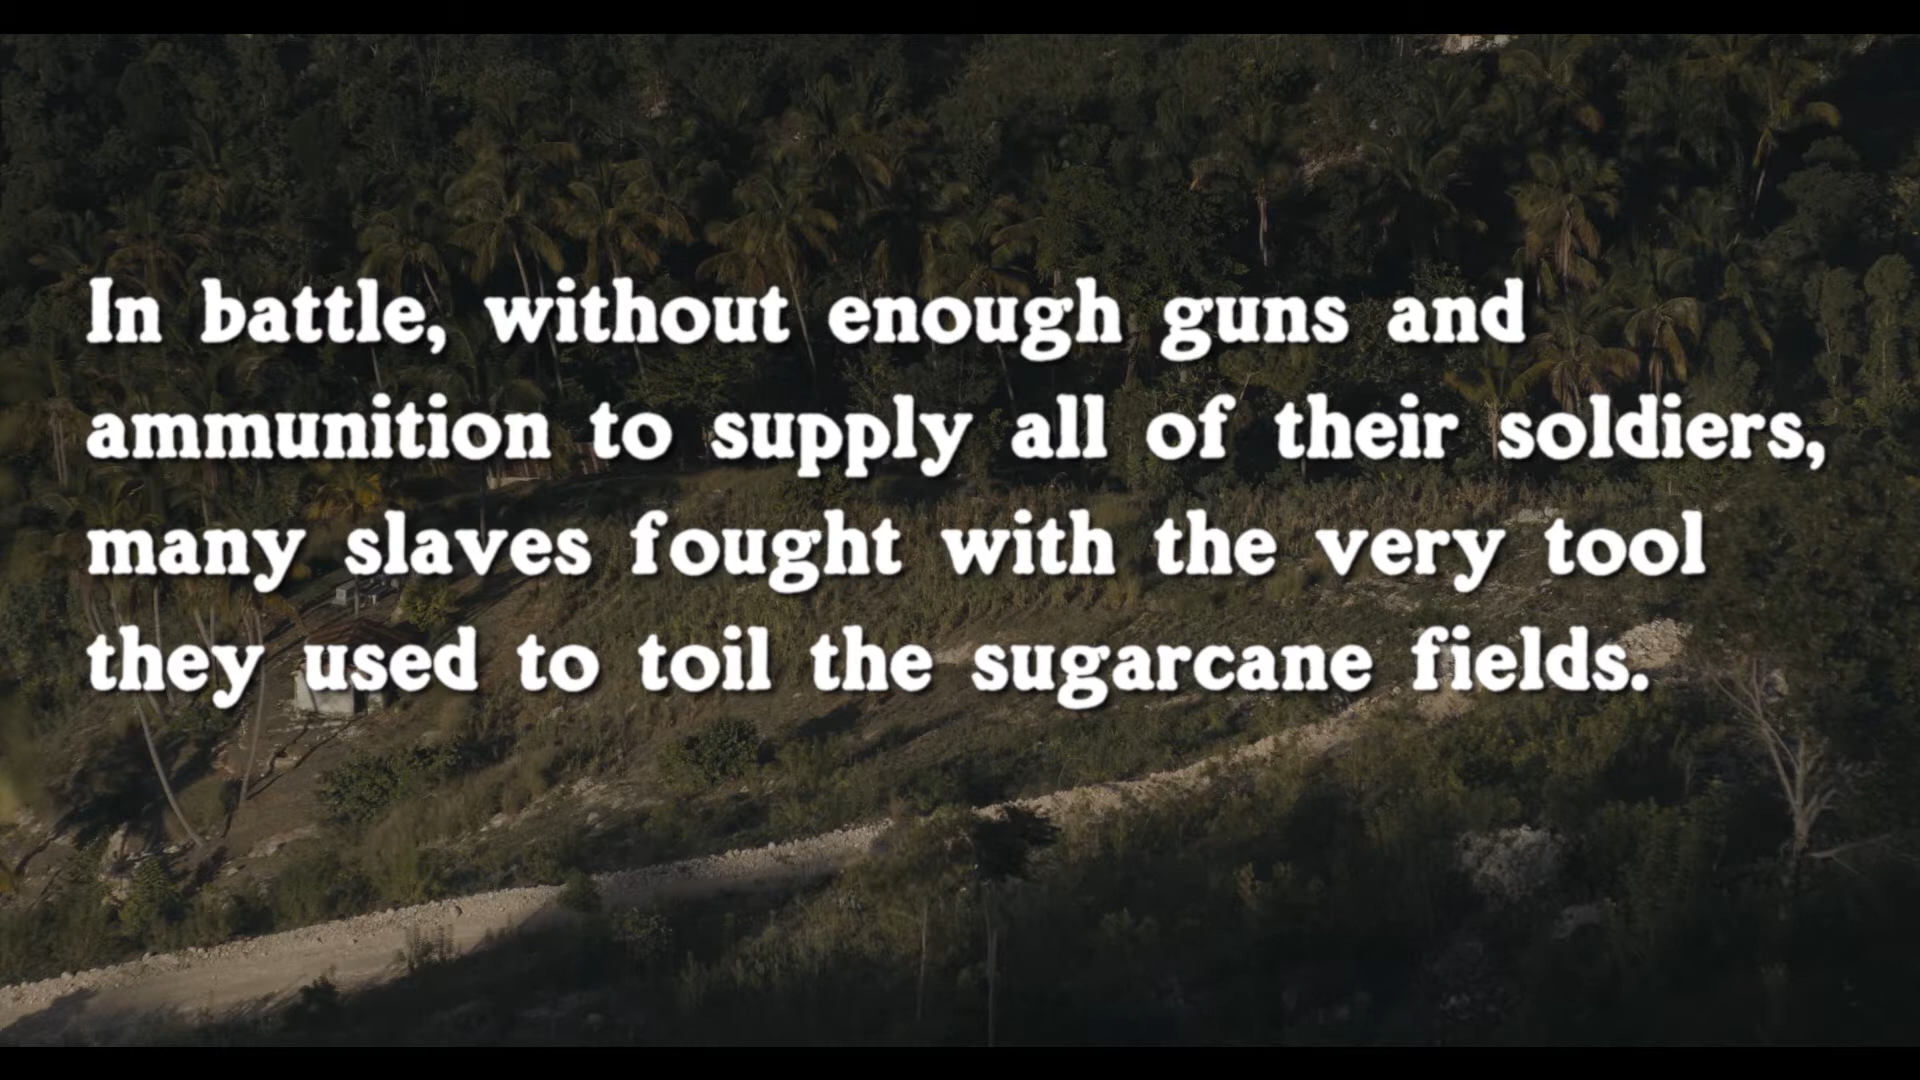 In battle, without enough guns and
ammunition to supply all of their soldiers,
many slaves fought with the very tool
they used to toil the sugarcane fields.